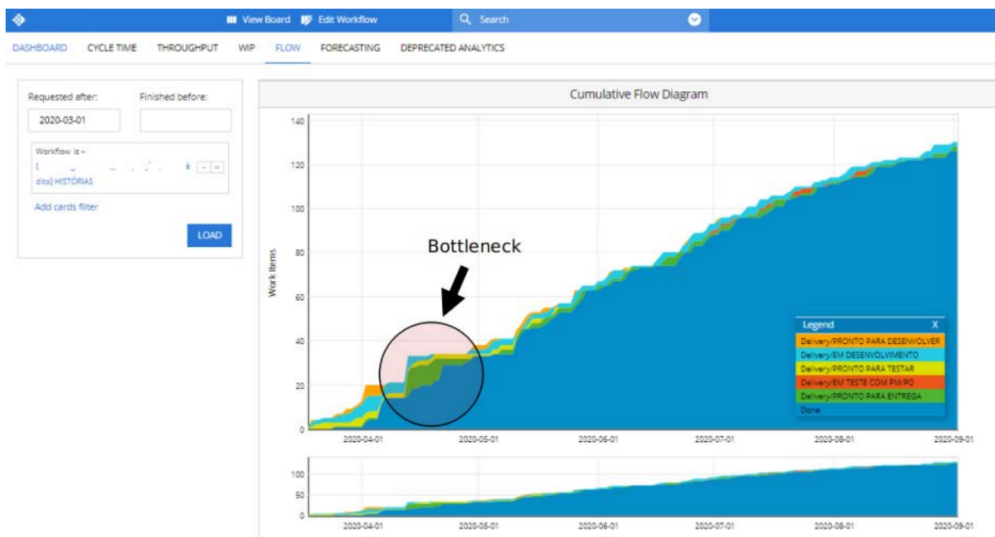 View Board Edit Workflow Search
DASHBOARD CYCLE TIME THROUGHPUT WIP FLOW FORECASTING DEPRECATED ANALYTICS
Requested after: Finished before:
2020-03-01
Workflow is -
dito] HISTÓRIAS
Add cards filter
LOAD
Cumulative Flow Diagram
140
120
100
80
60
40
20
0
Work Items
Bottleneck
Legend X
Delivery/PRONTO PARA DESENVOLVER
Delivery/EM DESENVOLVIMENTO
Delivery/PRONTO PARA TESTAR
Delivery/EM TESTE COM PM/PO
Delivery/PRONTO PARA ENTREGA
Done
2020-04-01 2020-05-01 2020-06-01 2020-07-01 2020-08-01 2020-09-01
100
50
0
2020-04-01 2020-05-01 2020-06-01 2020-07-01 2020-08-01 2020-09-01